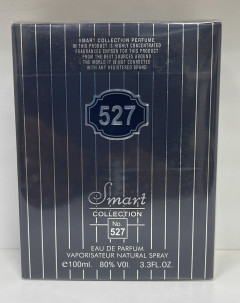 SMART COLLECTION PERFUME
IN THIS PRODUCT IS HIGHLY CONCENTRATED
FRAGRANCED EDITION FOR THIS PRODUCT
FROM THE BEST SOURCES AROUND
THE WORLD IT IS NOT CONNECTED
WITH ANY REGISTERED BRAND
527
Smart
COLLECTION
No.
527
EAU DE PARFUM
VAPORISATEUR NATURAL SPRAY
e100ml. 80% VOl. 3.3FL.OZ.